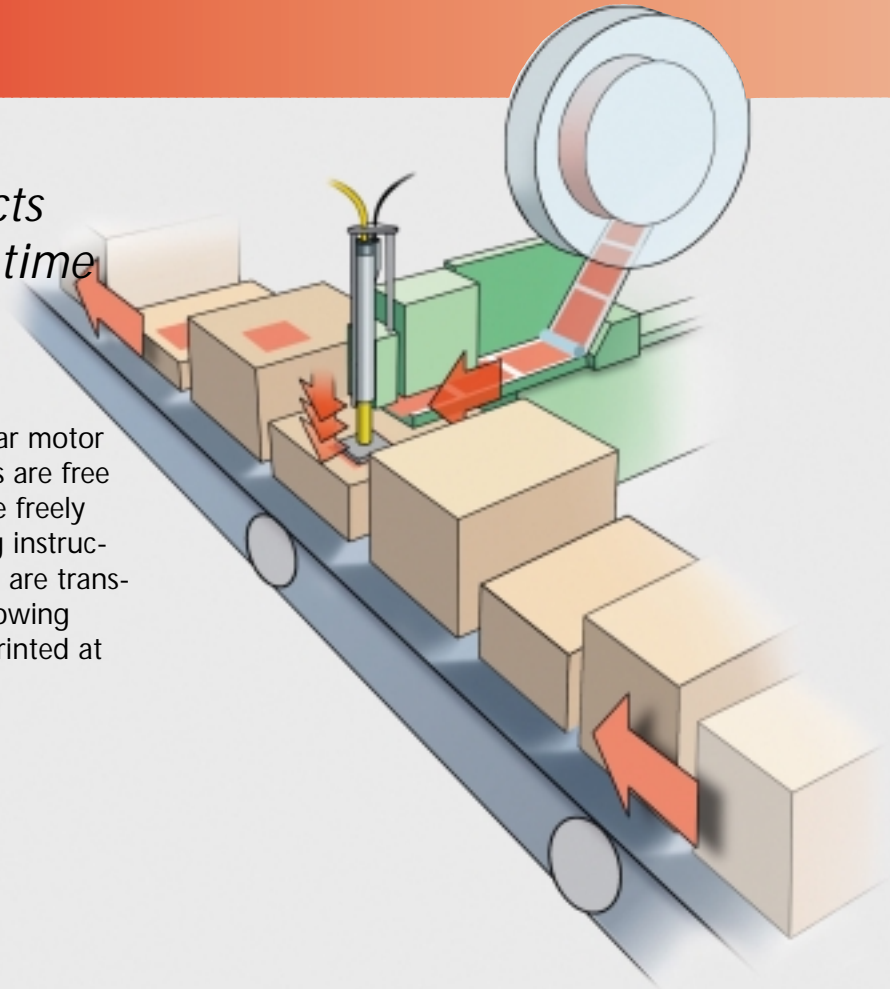 cts
time
ar motor
s are free
e freely
g instruc-
are trans-
owing
rinted at